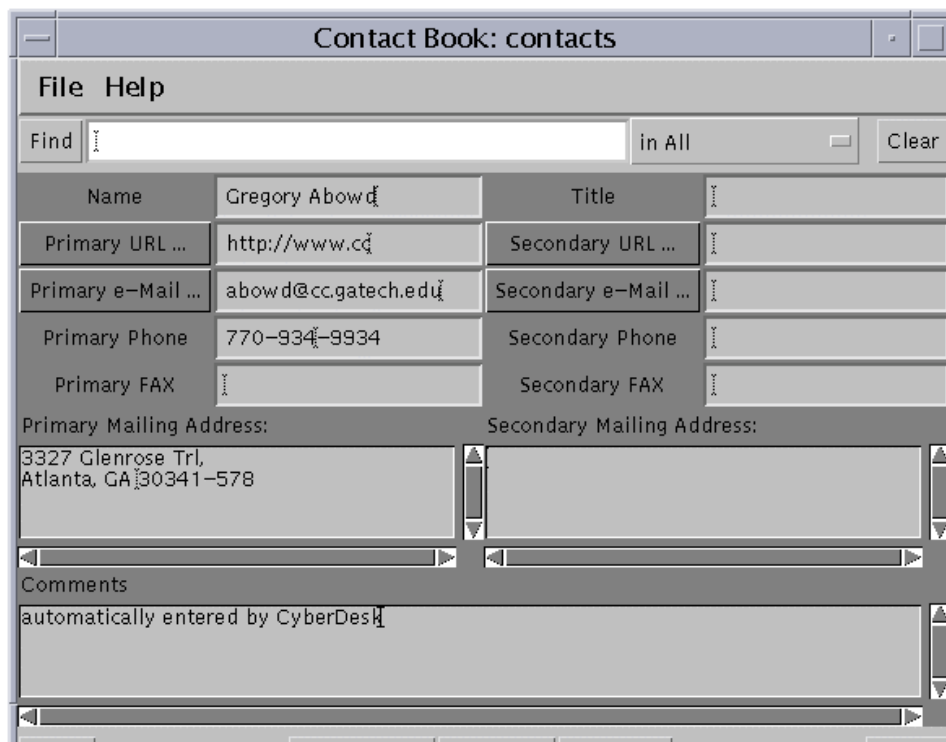 Contact Book: contacts
File Help
Find in All Clear
Name Gregory Abowd Title
Primary URL ... http://www.cc Secondary URL ...
Primary e-Mail ... abowd@cc.gatech.edu Secondary e-Mail ...
Primary Phone 770-934-9934 Secondary Phone
Primary FAX Secondary FAX
Primary Mailing Address: Secondary Mailing Address:
3327 Glenrose Trl,
Atlanta, GA 30341-578
Comments
automatically entered by CyberDesk